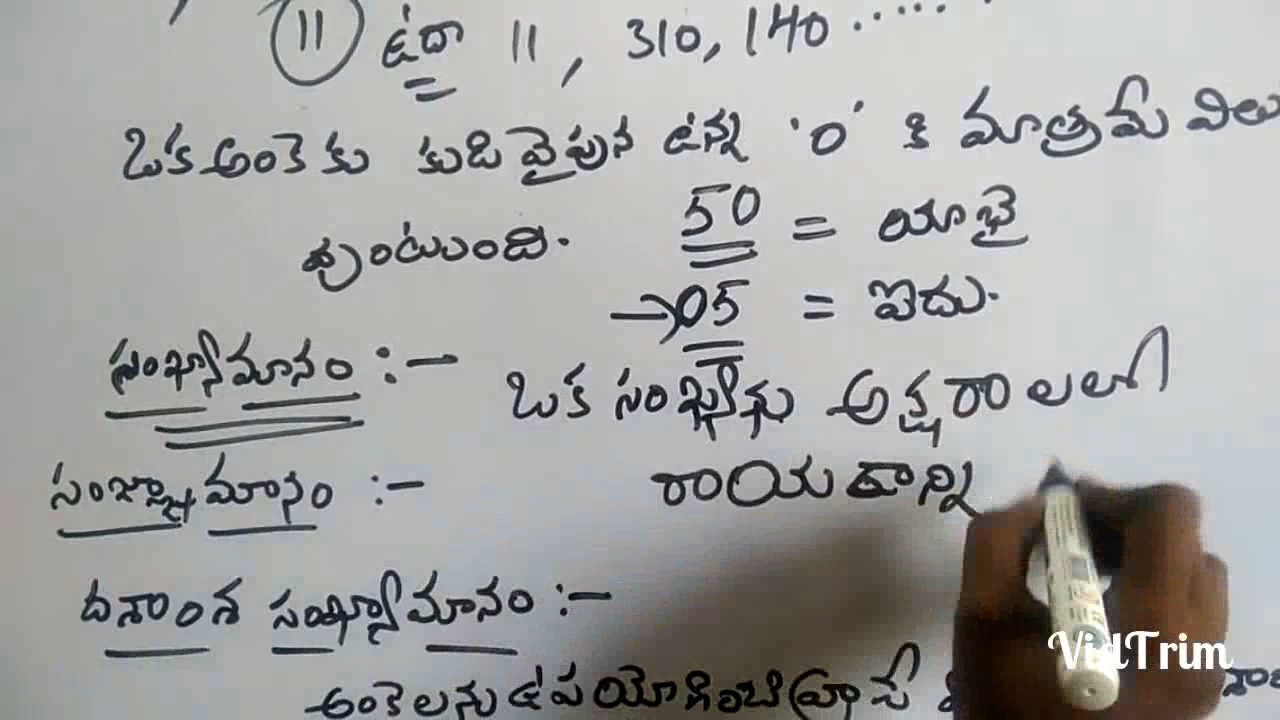 11 ఉదా 11, 310, 140 ......
ఒక అంకెకు కుడి వైపున ఉన్న '0' కి మాత్రమే విలు
వుంటుంది. 50 = యాభై
→05 = ఐదు.
సంఖ్యామానం :- ఒక సంఖ్యను అక్షరాలలో
రాయడాన్ని
సంజ్ఞామానం :-
దశాంశ సంఖ్యామానం :-
అంకెలను ఉపయోగించి వ్రాసే
VidTrim